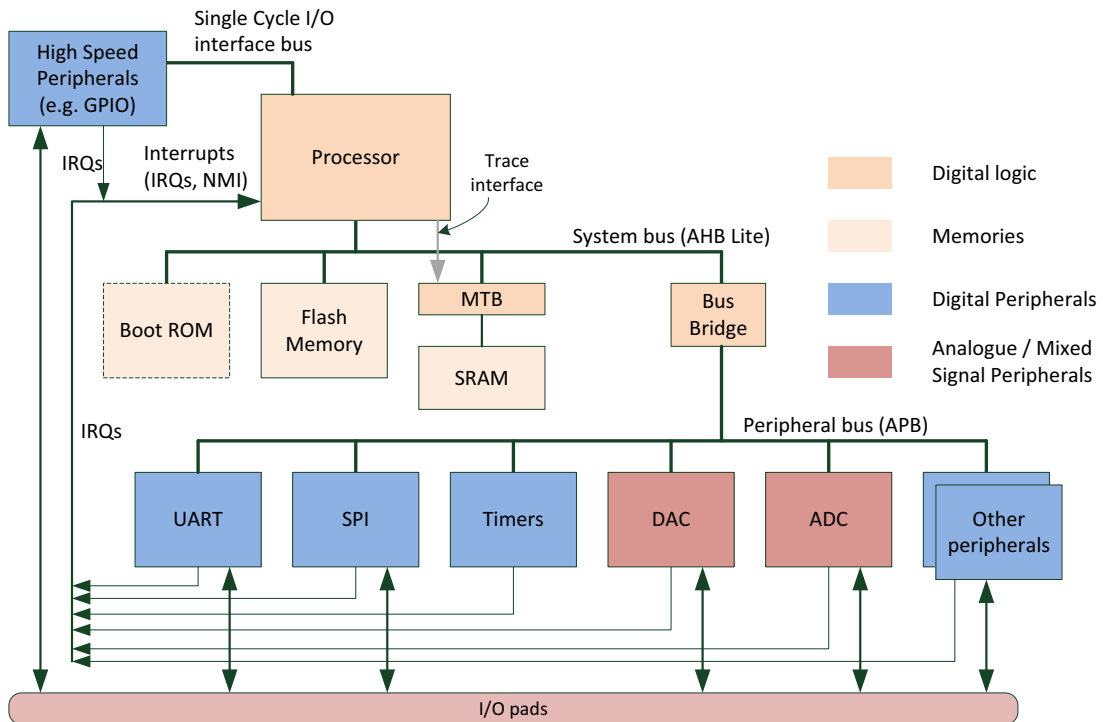 Single Cycle I/O
interface bus
High Speed
Peripherals
(e.g. GPIO)
IRQs
Interrupts
(IRQs, NMI)
Processor
Trace
interface
Digital logic
System bus (AHB Lite)
Memories
Boot ROM
Flash
Memory
MTB
SRAM
Bus
Bridge
Digital Peripherals
Analogue / Mixed
Signal Peripherals
IRQs
Peripheral bus (APB)
UART
SPI
Timers
DAC
ADC
Other
peripherals
I/O pads